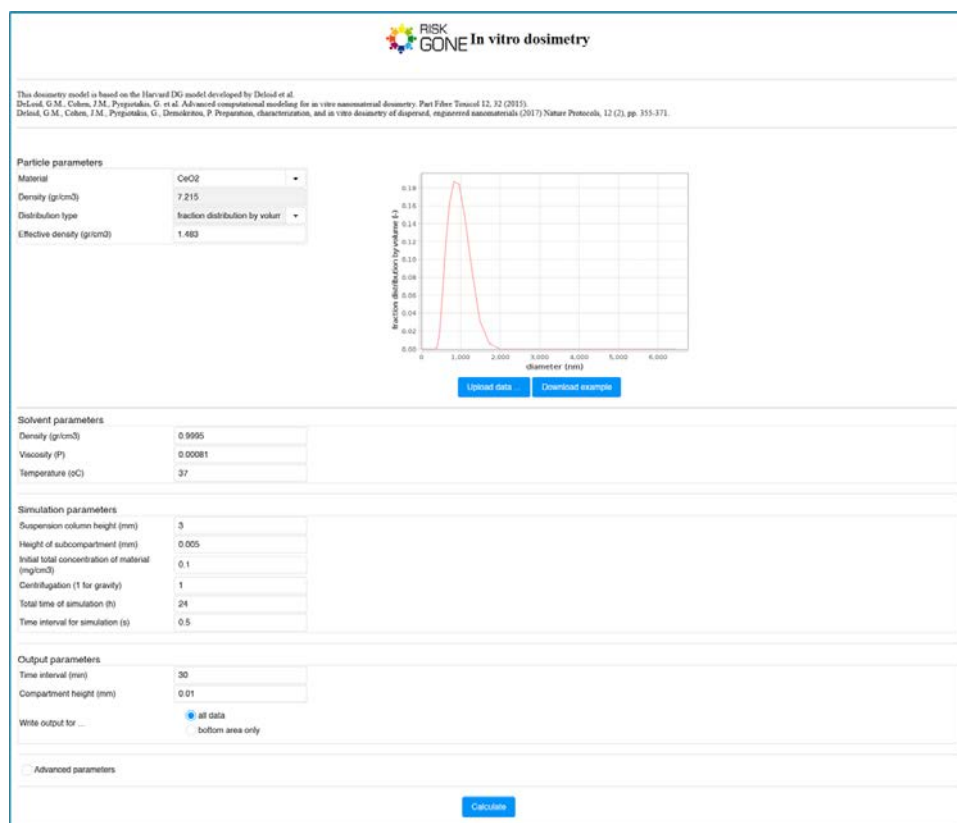 RISK
GONE In vitro dosimetry
This dosimetry model is based on the Harvard DG model developed by Deloid et al.
DeLoid, G.M., Cohen, J.M., Pyrgiotakis, G. et al. Advanced computational modeling for in vitro nanomaterial dosimetry. Part Fibre Toxicol 12, 32 (2015).
Deloid, G.M., Cohen, J.M., Pyrgiotakis, G., Demokritou, P. Preparation, characterization, and in vitro dosimetry of dispersed, engineered nanomaterials (2017) Nature Protocols, 12 (2), pp. 355-371.
Particle parameters
Material CeO2
Density (gr/cm3) 7.215
Distribution type fraction distribution by volum
Effective density (gr/cm3) 1.483
fraction distribution by volume (-)
0.18
0.16
0.14
0.12
0.10
0.08
0.06
0.04
0.02
0.00
0 1,000 2,000 3,000 4,000 5,000 6,000
diameter (nm)
Upload data ... Download example
Solvent parameters
Density (gr/cm3) 0.9995
Viscosity (P) 0.00081
Temperature (oC) 37
Simulation parameters
Suspension column height (mm) 3
Height of subcompartment (mm) 0.005
Initial total concentration of material
(mg/cm3) 0.1
Centrifugation (1 for gravity) 1
Total time of simulation (h) 24
Time interval for simulation (s) 0.5
Output parameters
Time interval (min) 30
Compartment height (mm) 0.01
Write output for ... all data
bottom area only
Advanced parameters
Calculate